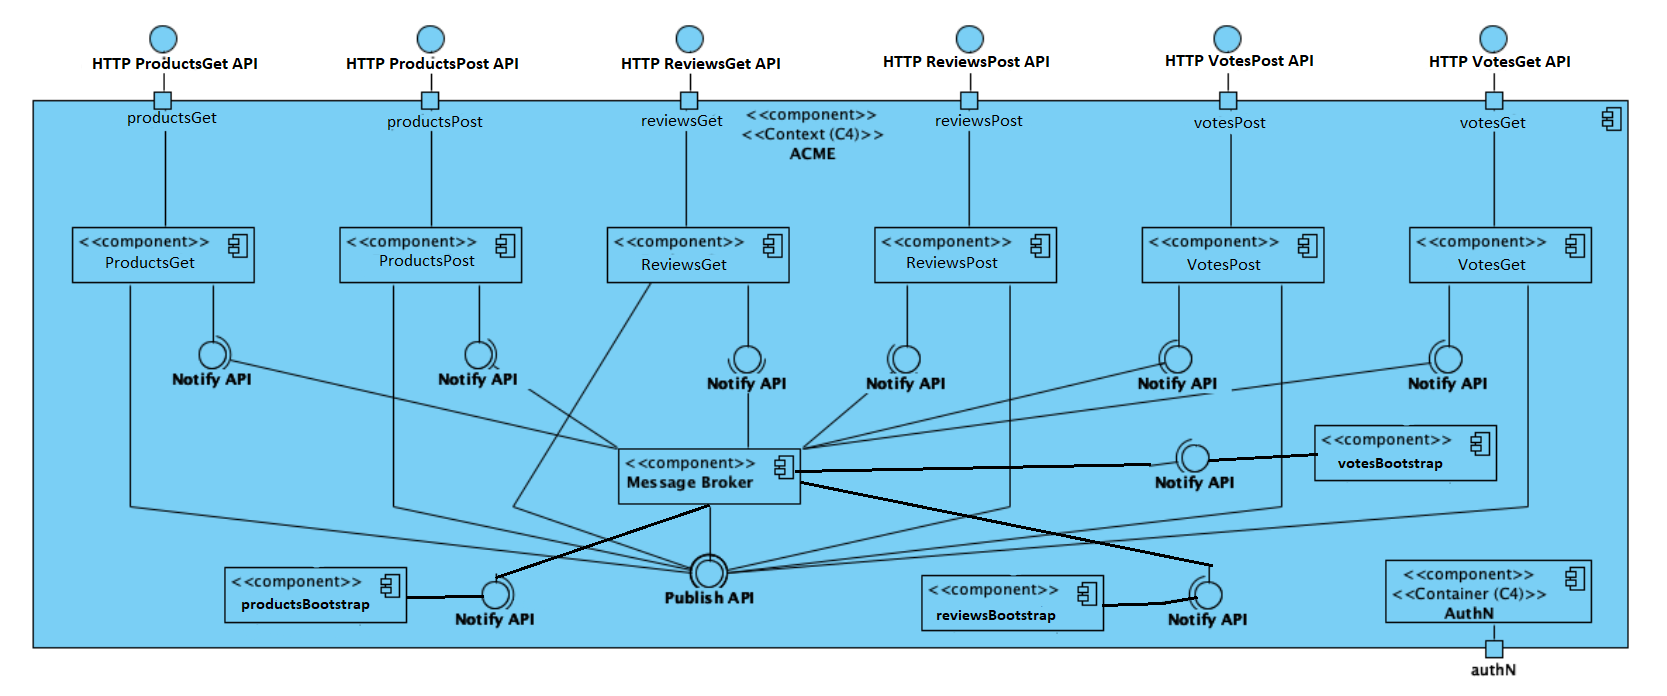 HTTP ProductsGet API
HTTP ProductsPost API
HTTP ReviewsGet API
HTTP ReviewsPost API
HTTP VotesPost API
HTTP VotesGet API
productsGet
productsPost
reviewsGet
<<component>>
<<Context (C4)>>
ACME
reviewsPost
votesPost
votesGet
<<component>>
ProductsGet
<<component>>
ProductsPost
<<component>>
ReviewsGet
<<component>>
ReviewsPost
<<component>>
VotesPost
<<component>>
VotesGet
Notify API
Notify API
Notify API
Notify API
Notify API
Notify API
<<component>>
Message Broker
Notify API
<<component>>
votesBootstrap
<<component>>
productsBootstrap
Notify API
Publish API
<<component>>
reviewsBootstrap
Notify API
<<component>>
<<Container (C4)>>
AuthN
authN